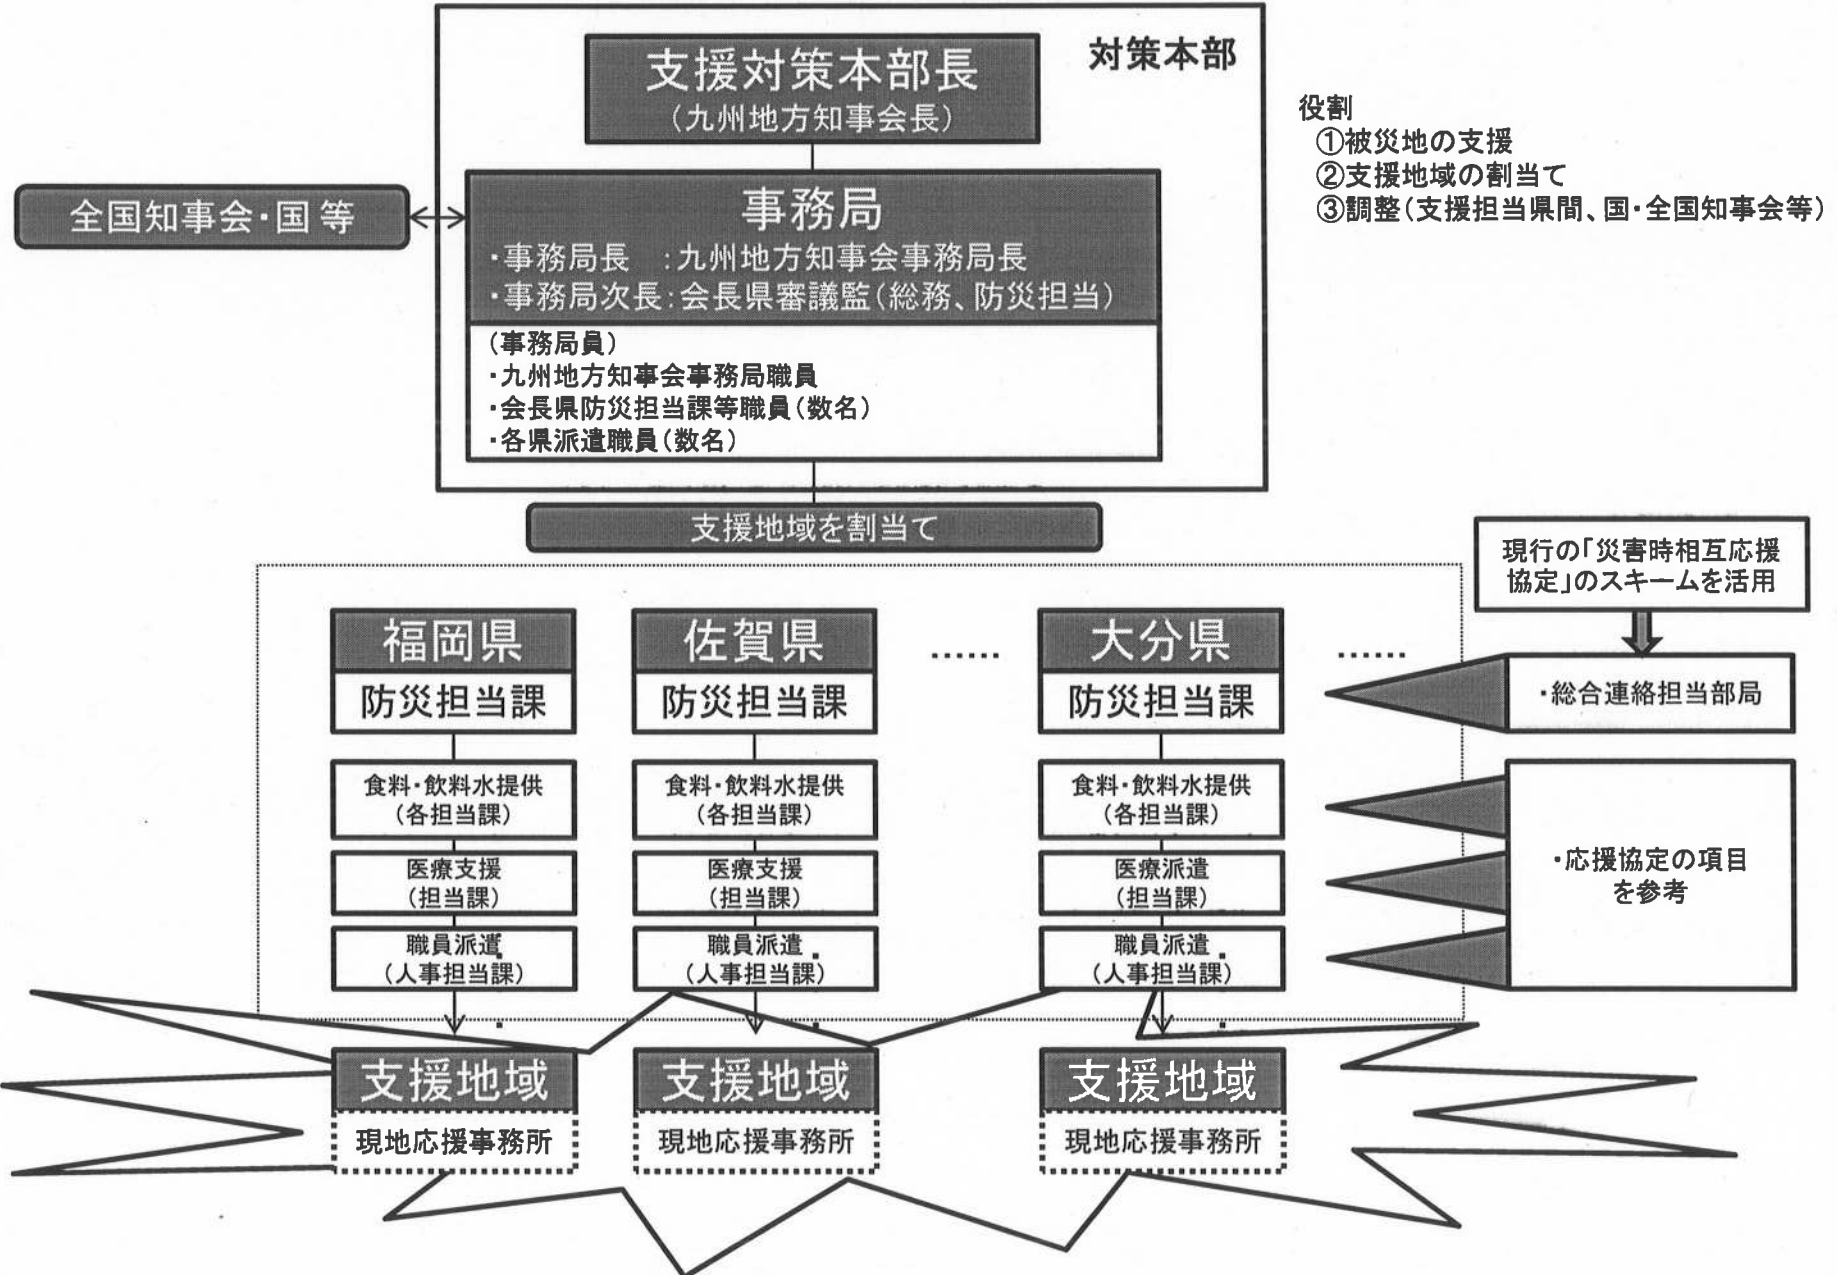 対策本部
支援対策本部長
(九州地方知事会長)
役割
①被災地の支援
②支援地域の割当て
③調整(支援担当県間、国・全国知事会等)
全国知事会・国 等
事務局
・事務局長 :九州地方知事会事務局長
・事務局次長:会長県審議監(総務、防災担当)
(事務局員)
・九州地方知事会事務局職員
・会長県防災担当課等職員(数名)
・各県派遣職員(数名)
支援地域を割当て
現行の「災害時相互応援
協定」のスキームを活用
福岡県
防災担当課
食料・飲料水提供
(各担当課)
医療支援
(担当課)
職員派遣
(人事担当課)
支援地域
現地応援事務所
佐賀県
防災担当課
食料・飲料水提供
(各担当課)
医療支援
(担当課)
職員派遣
(人事担当課)
支援地域
現地応援事務所
……
大分県
防災担当課
食料・飲料水提供
(各担当課)
医療派遣
(担当課)
職員派遣
(人事担当課)
支援地域
現地応援事務所
……
・総合連絡担当部局
・応援協定の項目
を参考